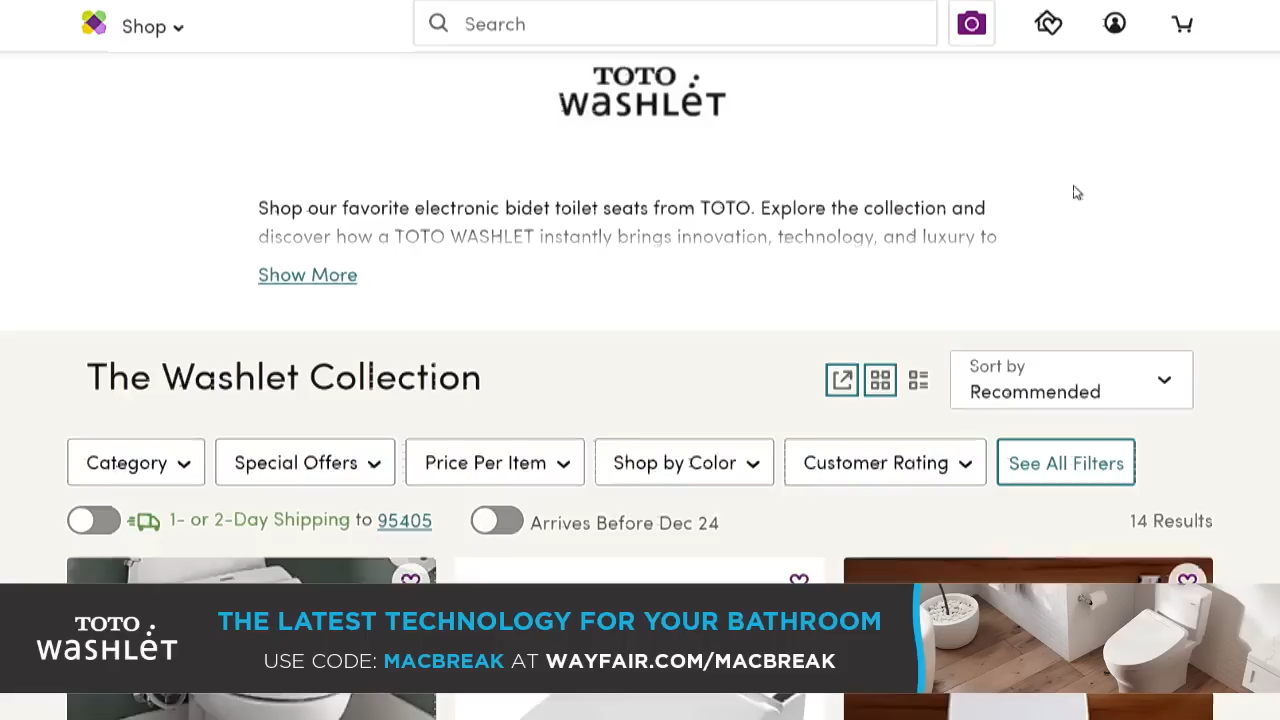 Shop
Search
TOTO
WASHLET
Shop our favorite electronic bidet toilet seats from TOTO. Explore the collection and
discover how a TOTO WASHLET instantly brings innovation, technology, and luxury to
Show More
The Washlet Collection
Sort by
Recommended
Category
Special Offers
Price Per Item
Shop by Color
Customer Rating
See All Filters
1- or 2-Day Shipping to 95405
Arrives Before Dec 24
14 Results
TOTO
WASHLET
THE LATEST TECHNOLOGY FOR YOUR BATHROOM
USE CODE: MACBREAK AT WAYFAIR.COM/MACBREAK